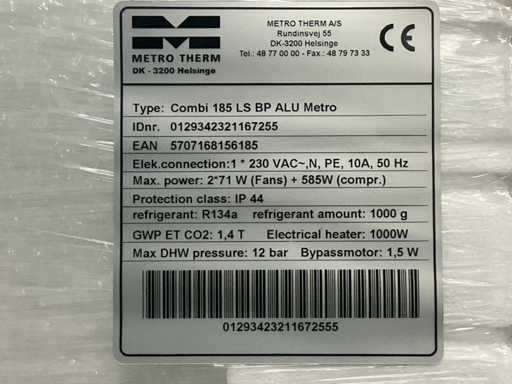 METRO THERM
DK - 3200 Helsinge
METRO THERM A/S
Rundinsvej 55
DK-3200 Helsinge
Tel.: 48 77 00 00 - Fax.: 48 79 73 33
CE
Type: Combi 185 LS BP ALU Metro
IDnr. 0129342321167255
EAN 5707168156185
Elek.connection:1 * 230 VAC~,N, PE, 10A, 50 Hz
Max. power: 2*71 W (Fans) + 585W (compr.)
Protection class: IP 44
refrigerant: R134a refrigerant amount: 1000 g
GWP ET CO2: 1,4 T Electrical heater: 1000W
Max DHW pressure: 12 bar Bypassmotor: 1,5 W
01293423211672555